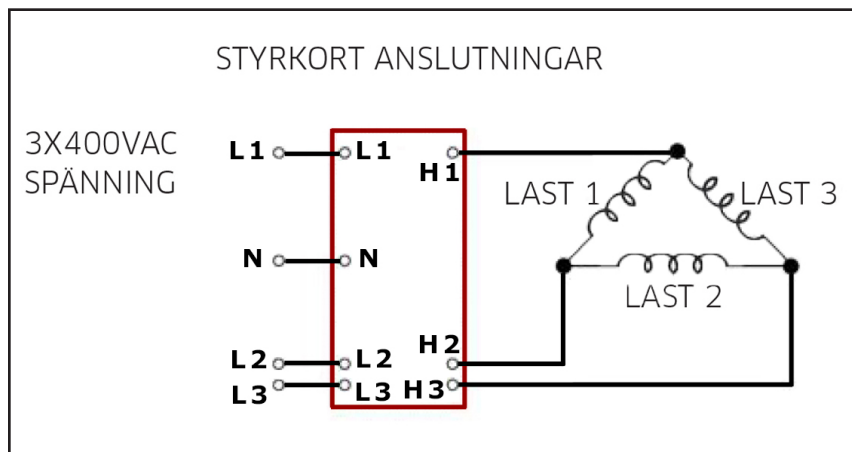 STYRKORT ANSLUTNINGAR
3X400VAC
SPÄNNING
L1 L1 H1
LAST 1 LAST 3
N N
LAST 2
H2
L2 L2
L3 L3 H3